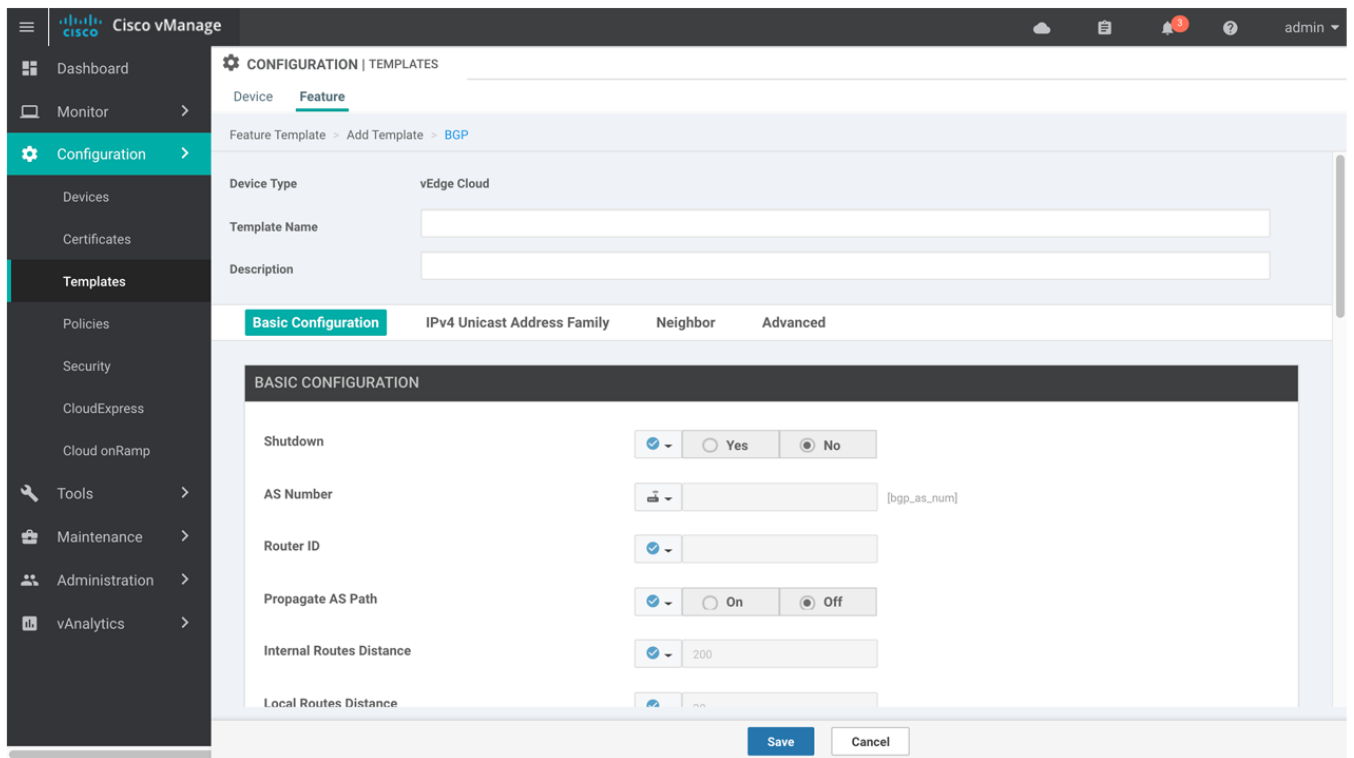 cisco Cisco vManage
3
admin
Dashboard
Monitor
Configuration
Devices
Certificates
Templates
Policies
Security
CloudExpress
Cloud onRamp
Tools
Maintenance
Administration
vAnalytics
CONFIGURATION | TEMPLATES
Device Feature
Feature Template > Add Template > BGP
Device Type vEdge Cloud
Template Name
Description
Basic Configuration IPv4 Unicast Address Family Neighbor Advanced
BASIC CONFIGURATION
Shutdown Yes No
AS Number [bgp_as_num]
Router ID
Propagate AS Path On Off
Internal Routes Distance 200
Local Routes Distance
Save Cancel